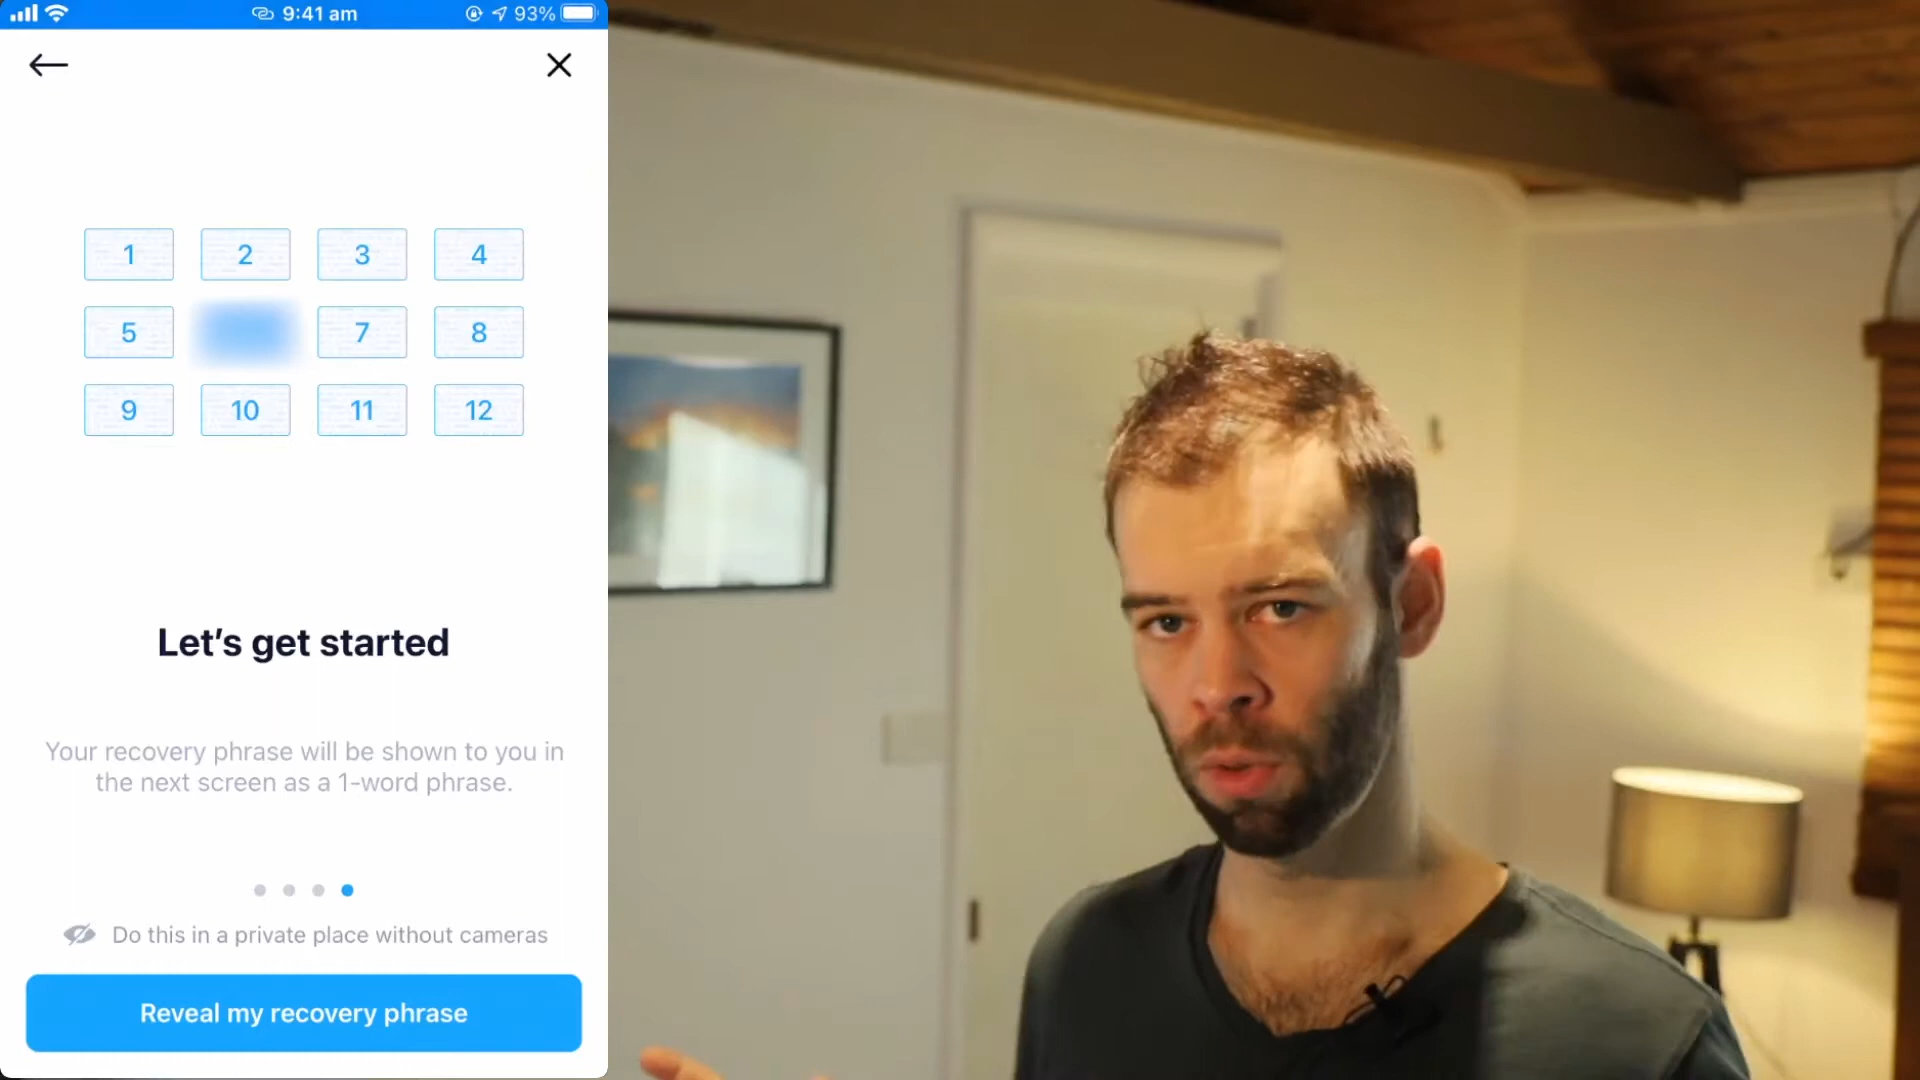 9:41 am
93%
1 2 3 4
5 7 8
9 10 11 12
Let's get started
Your recovery phrase will be shown to you in
the next screen as a 1-word phrase.
Do this in a private place without cameras
Reveal my recovery phrase